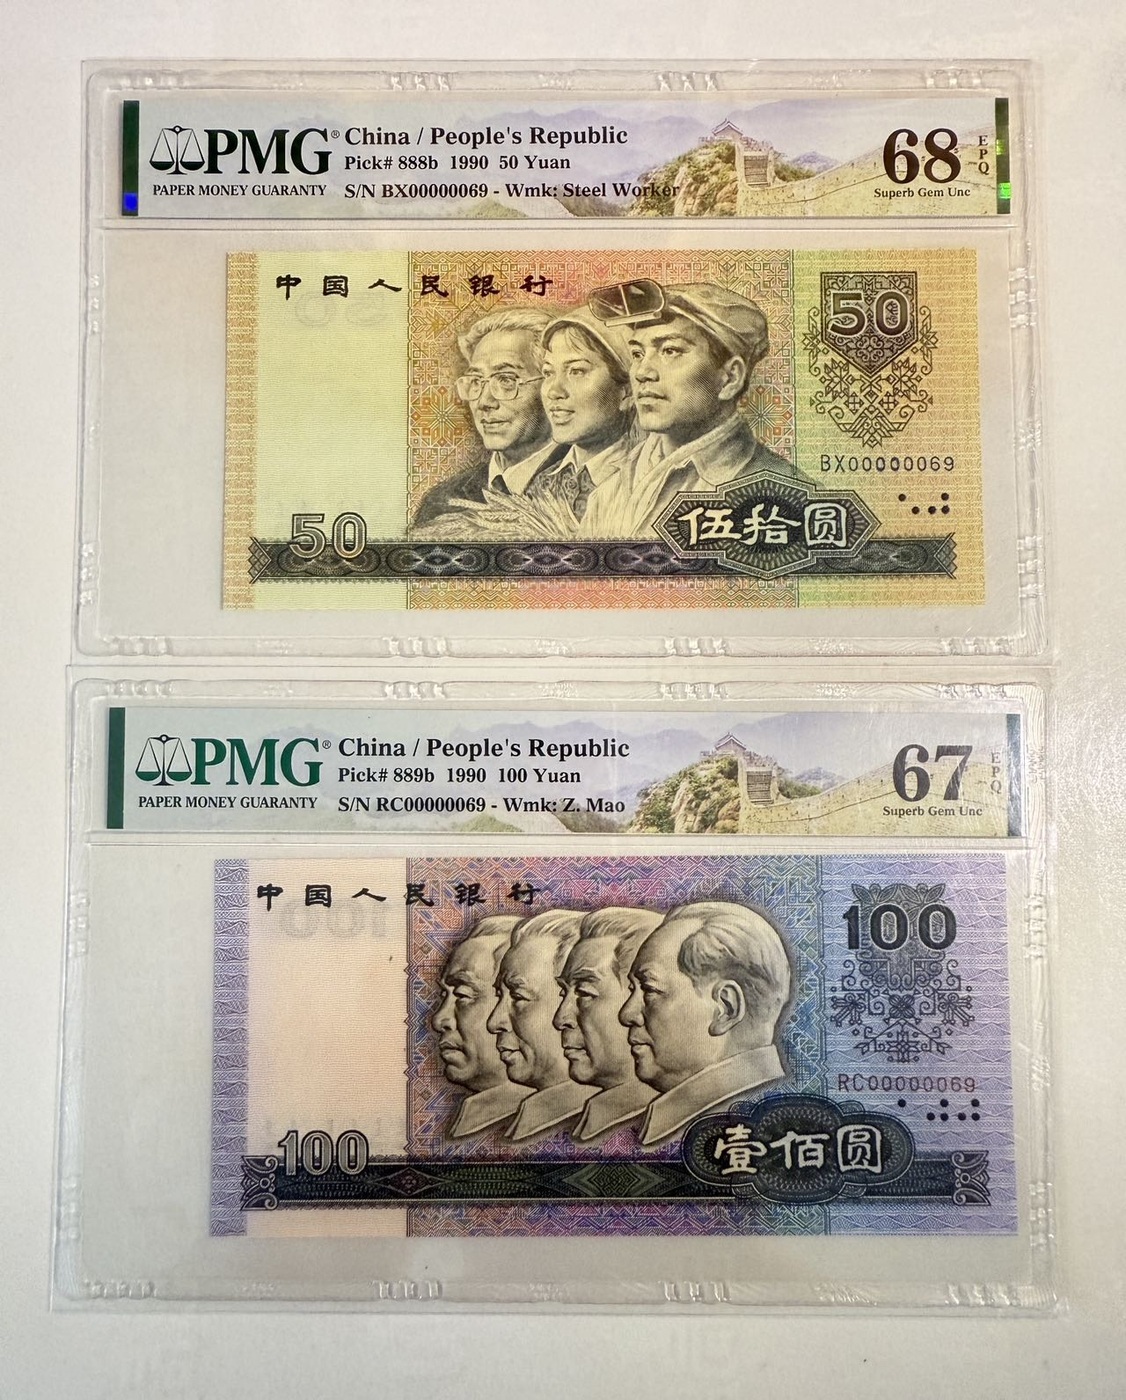 PMG®
PAPER MONEY GUARANTY
China / People's Republic
Pick# 888b 1990 50 Yuan
S/N BX00000069 - Wmk: Steel Worker
68
EPQ
Superb Gem Unc
中国人民银行
50
BX00000069
50
伍拾圆
PMG®
PAPER MONEY GUARANTY
China / People's Republic
Pick# 889b 1990 100 Yuan
S/N RC00000069 - Wmk: Z. Mao
67
EPQ
Superb Gem Unc
中国人民银行
100
RC00000069
100
壹佰圆